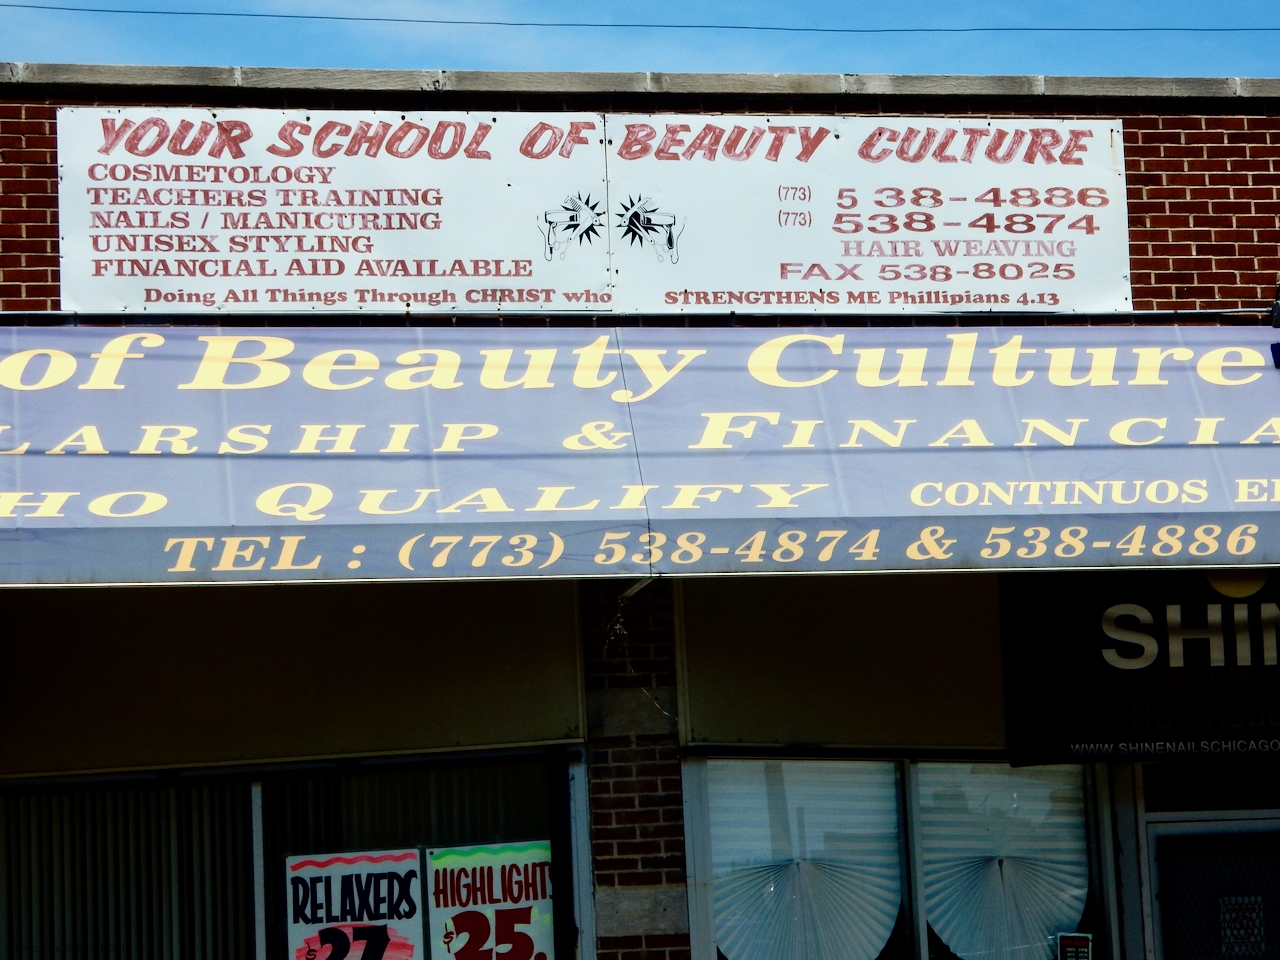 YOUR SCHOOL OF BEAUTY CULTURE
COSMETOLOGY
TEACHERS TRAINING
NAILS / MANICURING
UNISEX STYLING
FINANCIAL AID AVAILABLE
(773) 538-4886
(773) 538-4874
HAIR WEAVING
FAX 538-8025
Doing All Things Through CHRIST who STRENGTHENS ME Phillipians 4.13
of Beauty Culture
LARSHIP & FINANCIA
HO QUALIFY CONTINUOS
TEL : (773) 538-4874 & 538-4886
SHIN
WWW SHINENAILSCHICAGO
RELAXERS
$27
HIGHLIGHTS
$25.